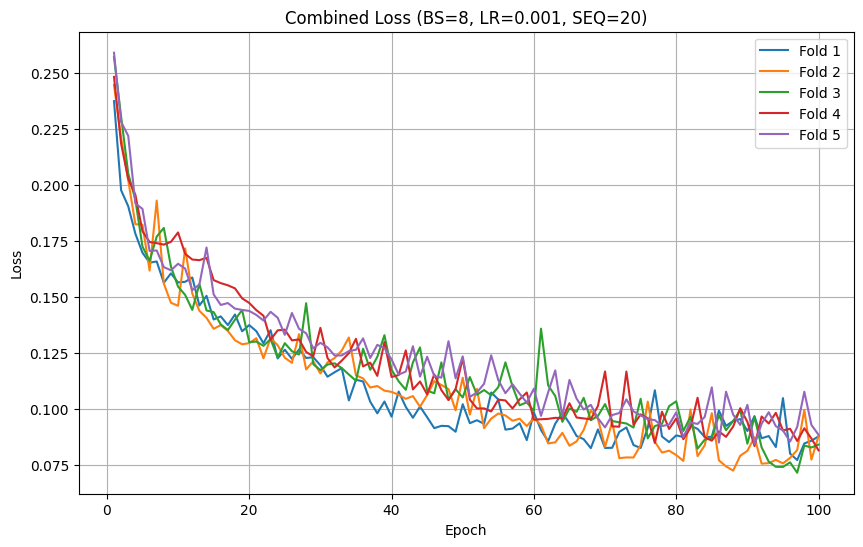 Combined Loss (BS=8, LR=0.001, SEQ=20)
Fold 1
Fold 2
Fold 3
Fold 4
Fold 5
0.250
0.225
0.200
0.175
0.150
0.125
0.100
0.075
Loss
0 20 40 60 80 100
Epoch